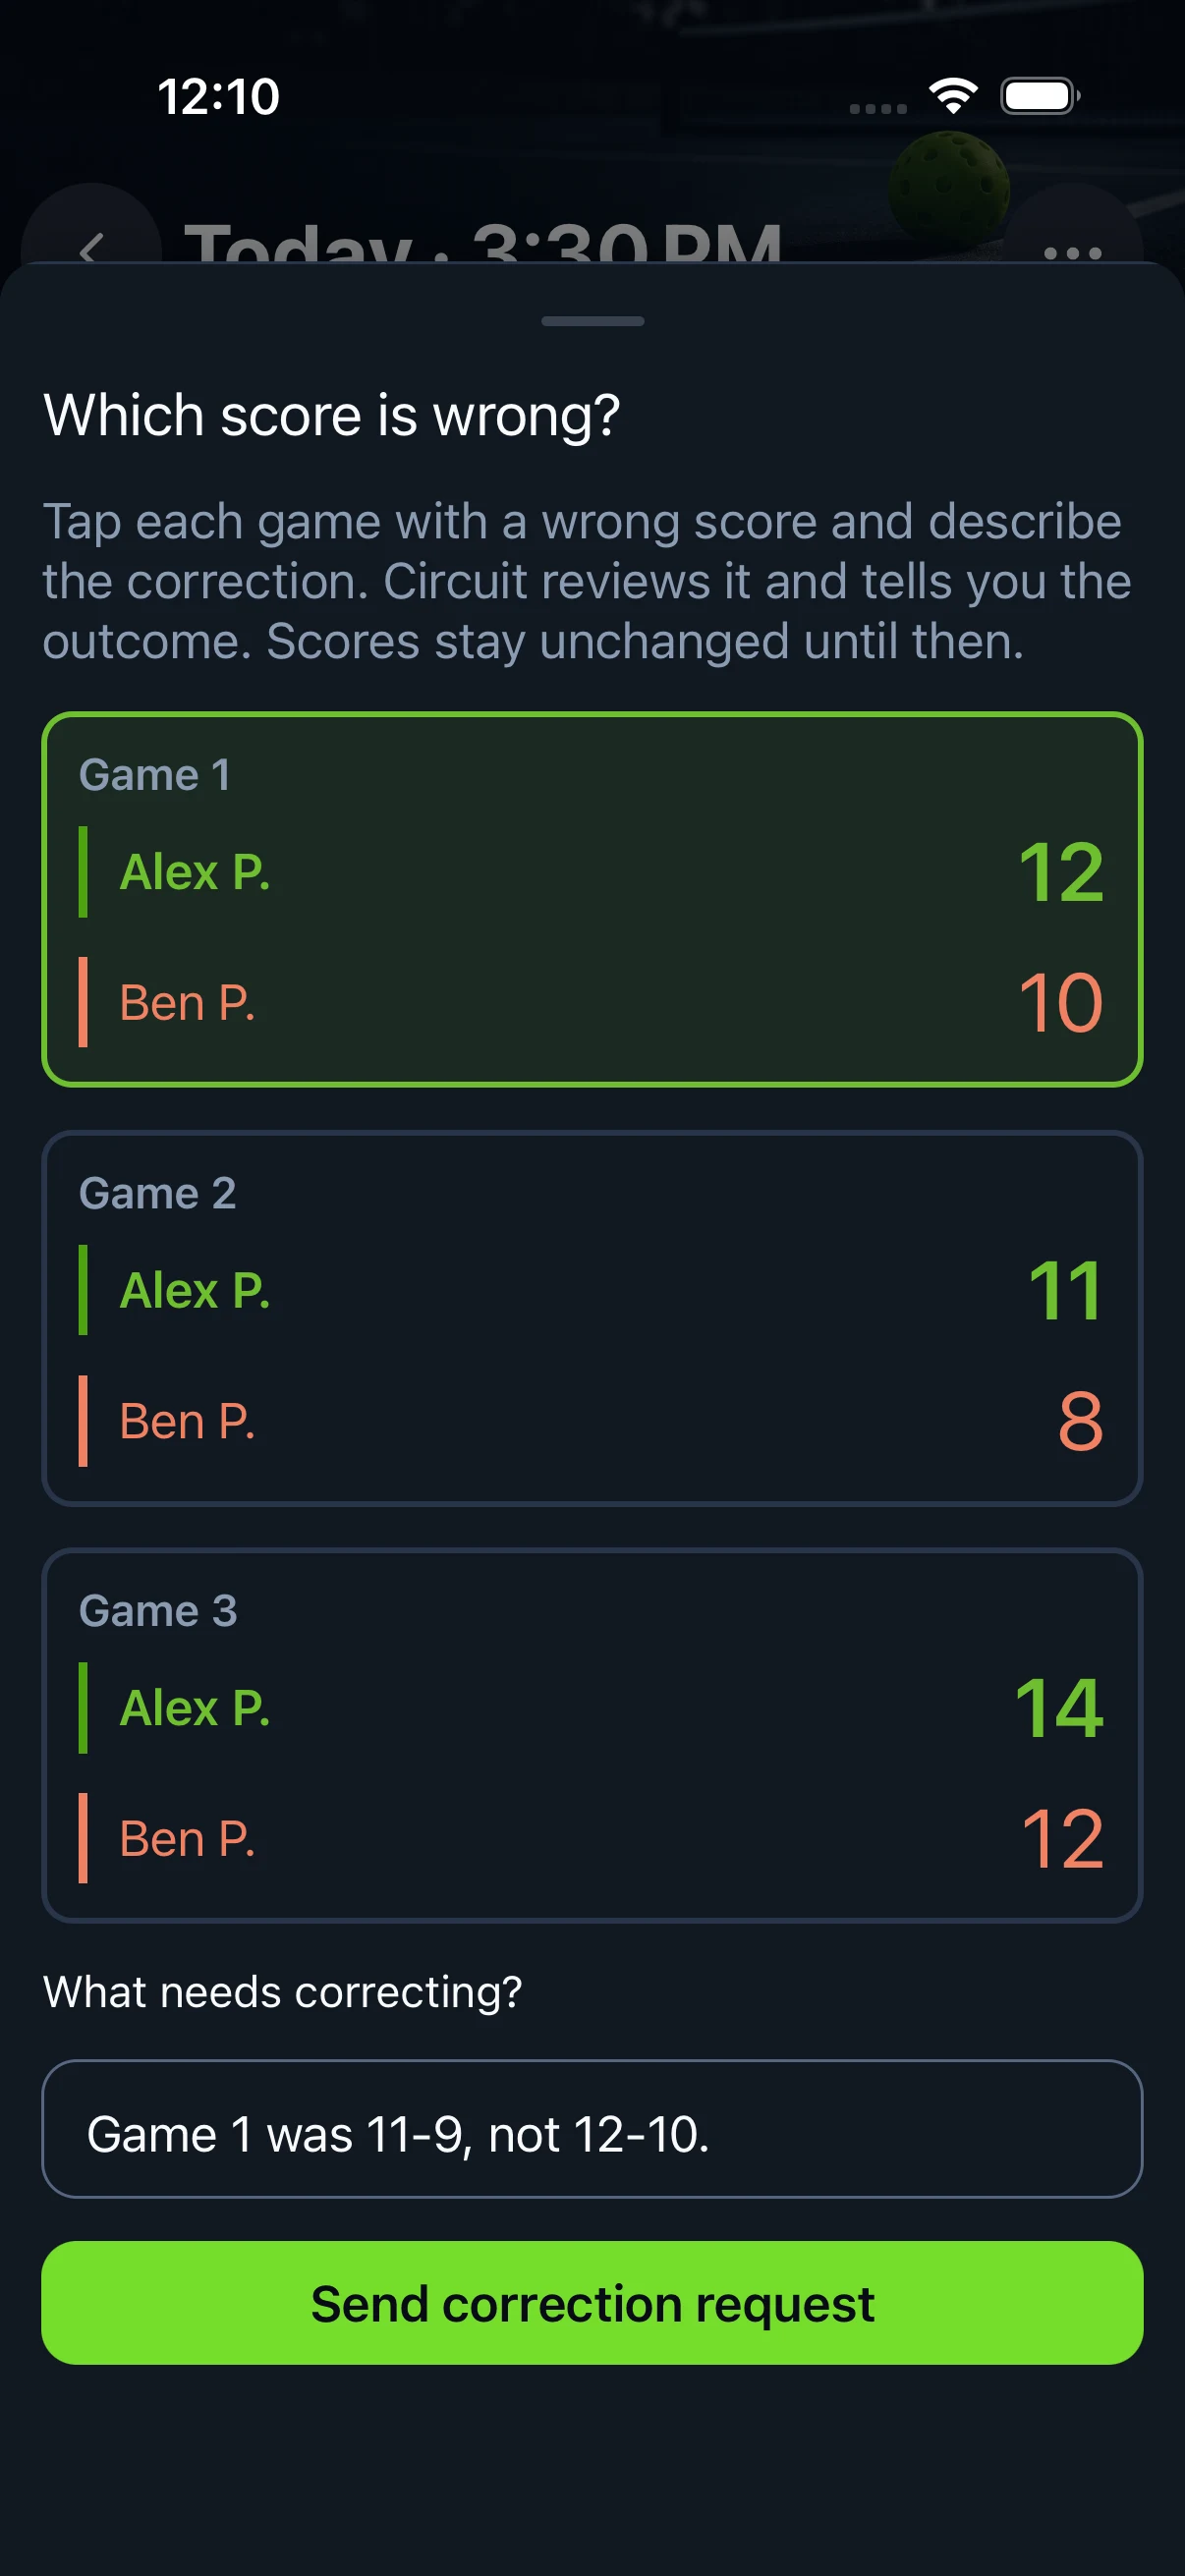 12:10
Today · 3:30 PM
Which score is wrong?
Tap each game with a wrong score and describe
the correction. Circuit reviews it and tells you the
outcome. Scores stay unchanged until then.
Game 1
Alex P.
12
Ben P.
10
Game 2
Alex P.
11
Ben P.
8
Game 3
Alex P.
14
Ben P.
12
What needs correcting?
Game 1 was 11-9, not 12-10.
Send correction request